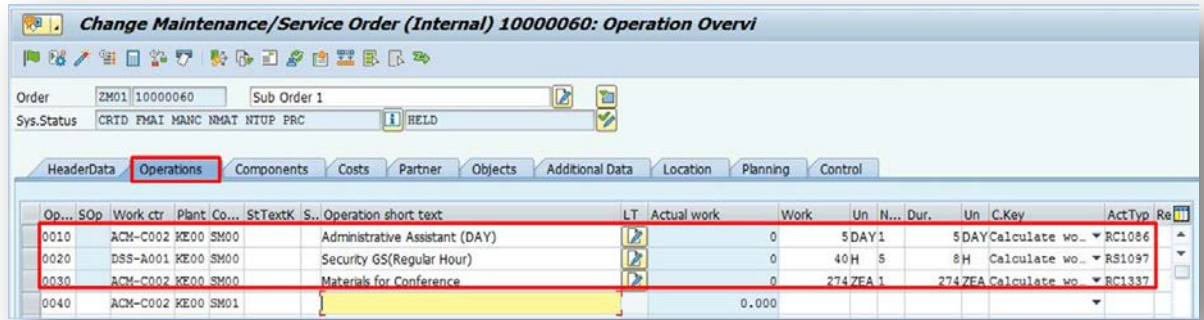 Change Maintenance/Service Order (Internal) 10000060: Operation Overvi
Order ZM01 10000060 Sub Order 1
Sys.Status CRTD FMAI MANC NMAT NTUP PRC HELD
HeaderData Operations Components Costs Partner Objects Additional Data Location Planning Control
Op... SOp Work ctr Plant Co... StTextK S.. Operation short text LT Actual work Work Un N... Dur. Un C.Key ActTyp Re
0010 ACM-C002 KE00 SM00 Administrative Assistant (DAY) 0 5 DAY 1 5 DAY Calculate wo… RC1086
0020 DSS-A001 KE00 SM00 Security GS(Regular Hour) 0 40 H 5 8 H Calculate wo… RS1097
0030 ACM-C002 KE00 SM00 Materials for Conference 0 274 ZEA 1 274 ZEA Calculate wo… RC1337
0040 ACM-C002 KE00 SM01 0.000